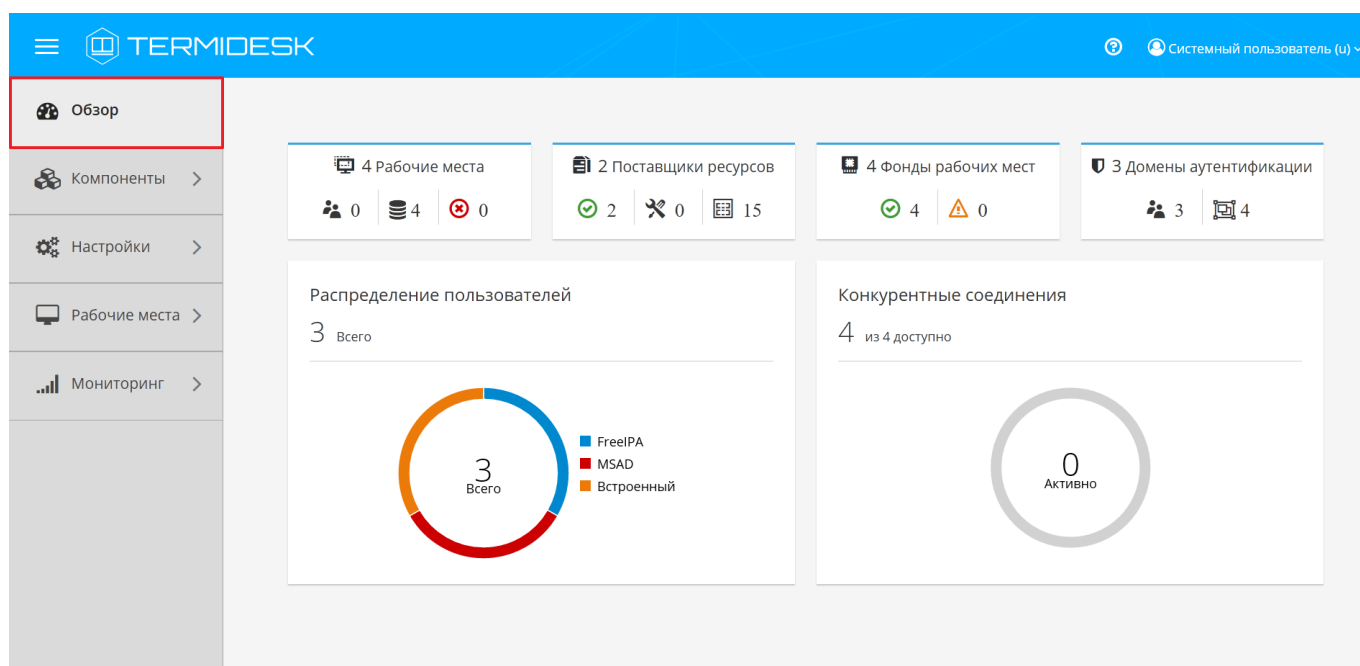 TERMIDESK
Системный пользователь (u)
Обзор
Компоненты
Настройки
Рабочие места
Мониторинг
4 Рабочие места
0 4 0
2 Поставщики ресурсов
2 0 15
4 Фонды рабочих мест
4 0
3 Домены аутентификации
3 4
Распределение пользователей
3 Всего
3
Всего
FreeIPA
MSAD
Встроенный
Конкурентные соединения
4 из 4 доступно
0
Активно